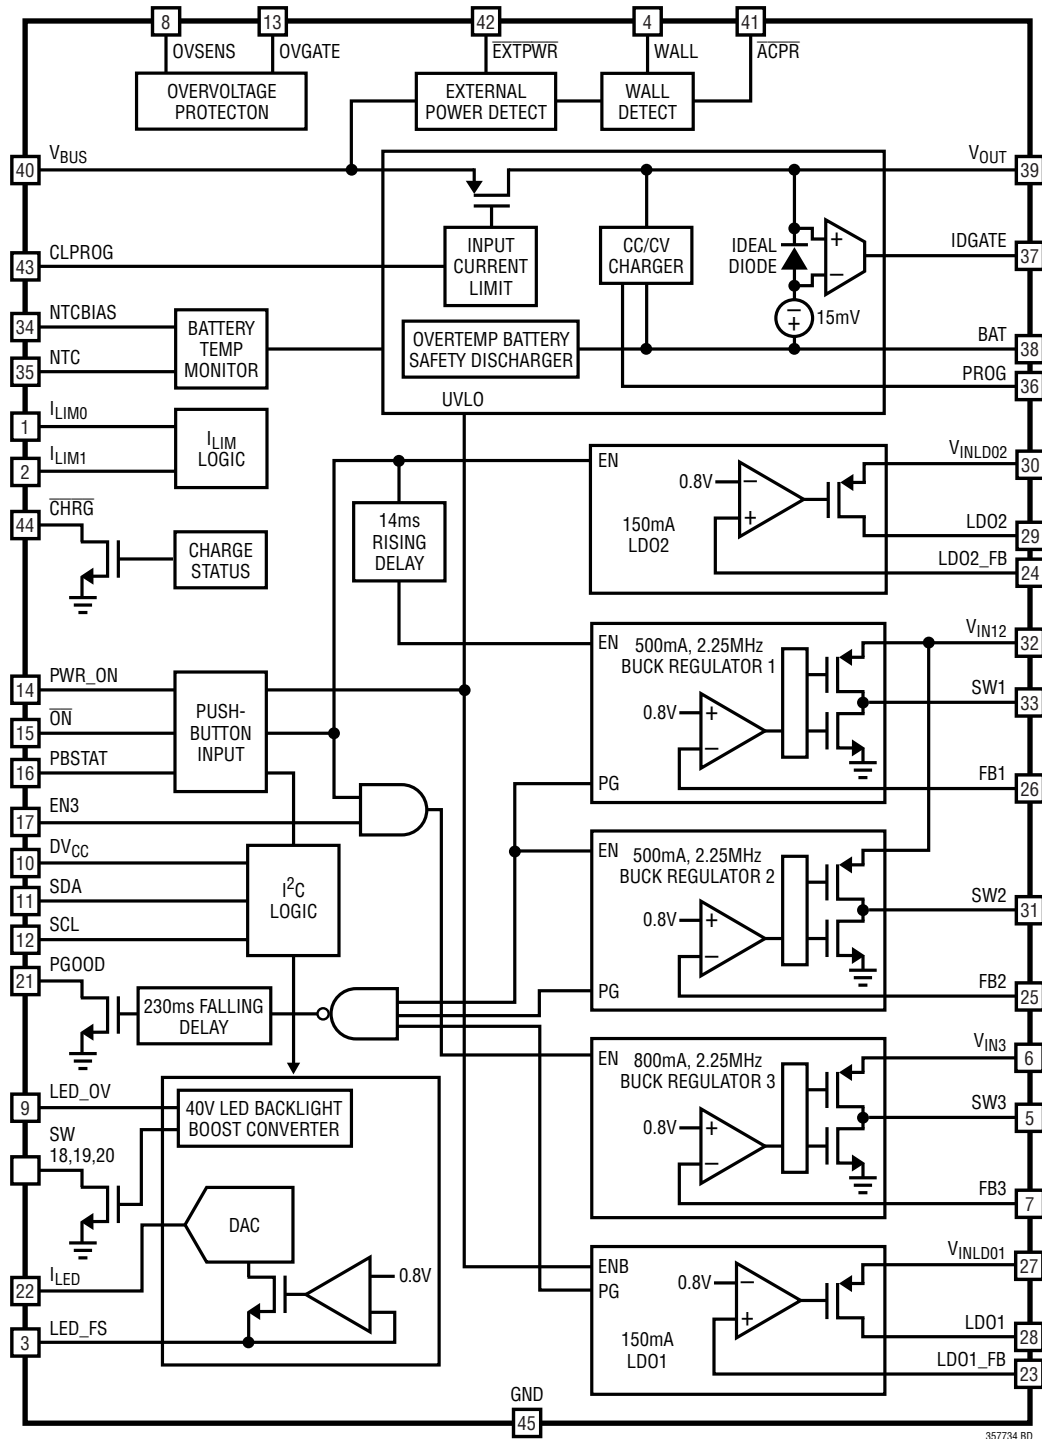 8
13
42
4
41
OVSENS
OVGATE
EXTPWR
WALL
ACPR
OVERVOLTAGE
PROTECTON
EXTERNAL
POWER DETECT
WALL
DETECT
40
VBUS
VOUT
39
43
CLPROG
INPUT
CURRENT
LIMIT
CC/CV
CHARGER
IDEAL
DIODE
+
−
IDGATE
37
−
+
15mV
34
NTCBIAS
35
NTC
BATTERY
TEMP
MONITOR
OVERTEMP BATTERY
SAFETY DISCHARGER
BAT
38
PROG
36
UVLO
1
ILIM0
2
ILIM1
ILIM
LOGIC
44
CHRG
CHARGE
STATUS
14ms
RISING
DELAY
EN
0.8V
−
+
150mA
LDO2
VINLDO2
30
LDO2
29
LDO2_FB
24
EN
500mA, 2.25MHz
BUCK REGULATOR 1
0.8V
+
−
PG
VIN12
32
SW1
33
FB1
26
14
PWR_ON
15
ON
16
PBSTAT
PUSH-
BUTTON
INPUT
17
EN3
10
DVCC
11
SDA
12
SCL
I2C
LOGIC
EN
500mA, 2.25MHz
BUCK REGULATOR 2
0.8V
+
−
PG
SW2
31
FB2
25
21
PGOOD
230ms FALLING
DELAY
EN
800mA, 2.25MHz
BUCK REGULATOR 3
0.8V
+
−
VIN3
6
SW3
5
FB3
7
9
LED_OV
SW
18,19,20
40V LED BACKLIGHT
BOOST CONVERTER
DAC
0.8V
22
ILED
3
LED_FS
ENB
PG
0.8V
−
+
150mA
LDO1
VINLDO1
27
LDO1
28
LDO1_FB
23
GND
45
357734 BD